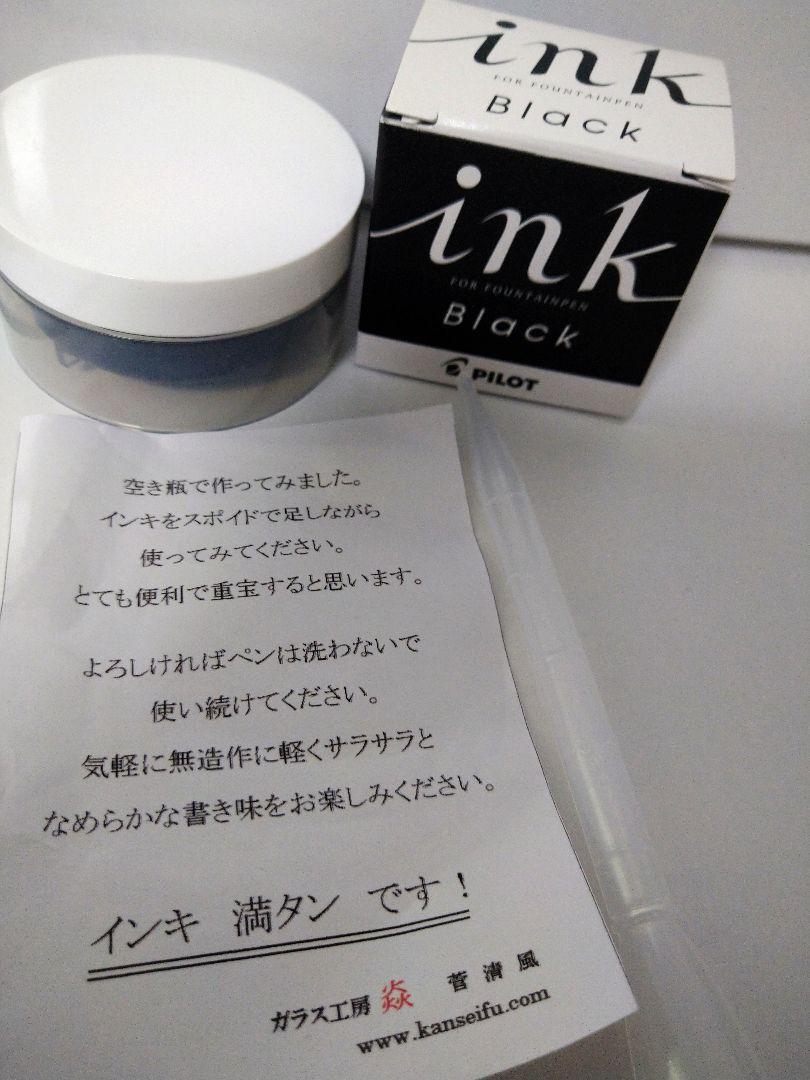 ink
FOR FOUNTAINPEN
Black
ink
FOR FOUNTAINPEN
Black
PILOT
空き瓶で作ってみました。
インキをスポイドで足しながら
使ってみてください。
とても便利で重宝すると思います。
よろしければペンは洗わないで
使い続けてください。
気軽に無造作に軽くサラサラと
なめらかな書き味をお楽しみください。
インキ 満タン です！
ガラス工房 焱 菅清風
www.kanseifu.com